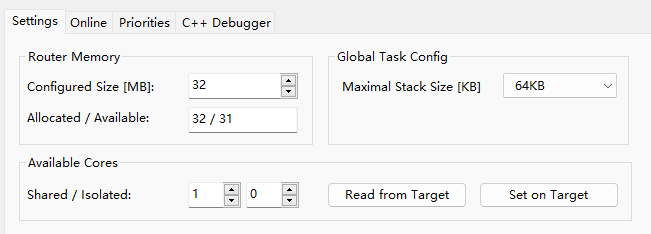 Settings Online Priorities C++ Debugger
Router Memory
Configured Size [MB]: 32
Allocated / Available: 32 / 31
Global Task Config
Maximal Stack Size [KB] 64KB
Available Cores
Shared / Isolated: 1 0 Read from Target Set on Target